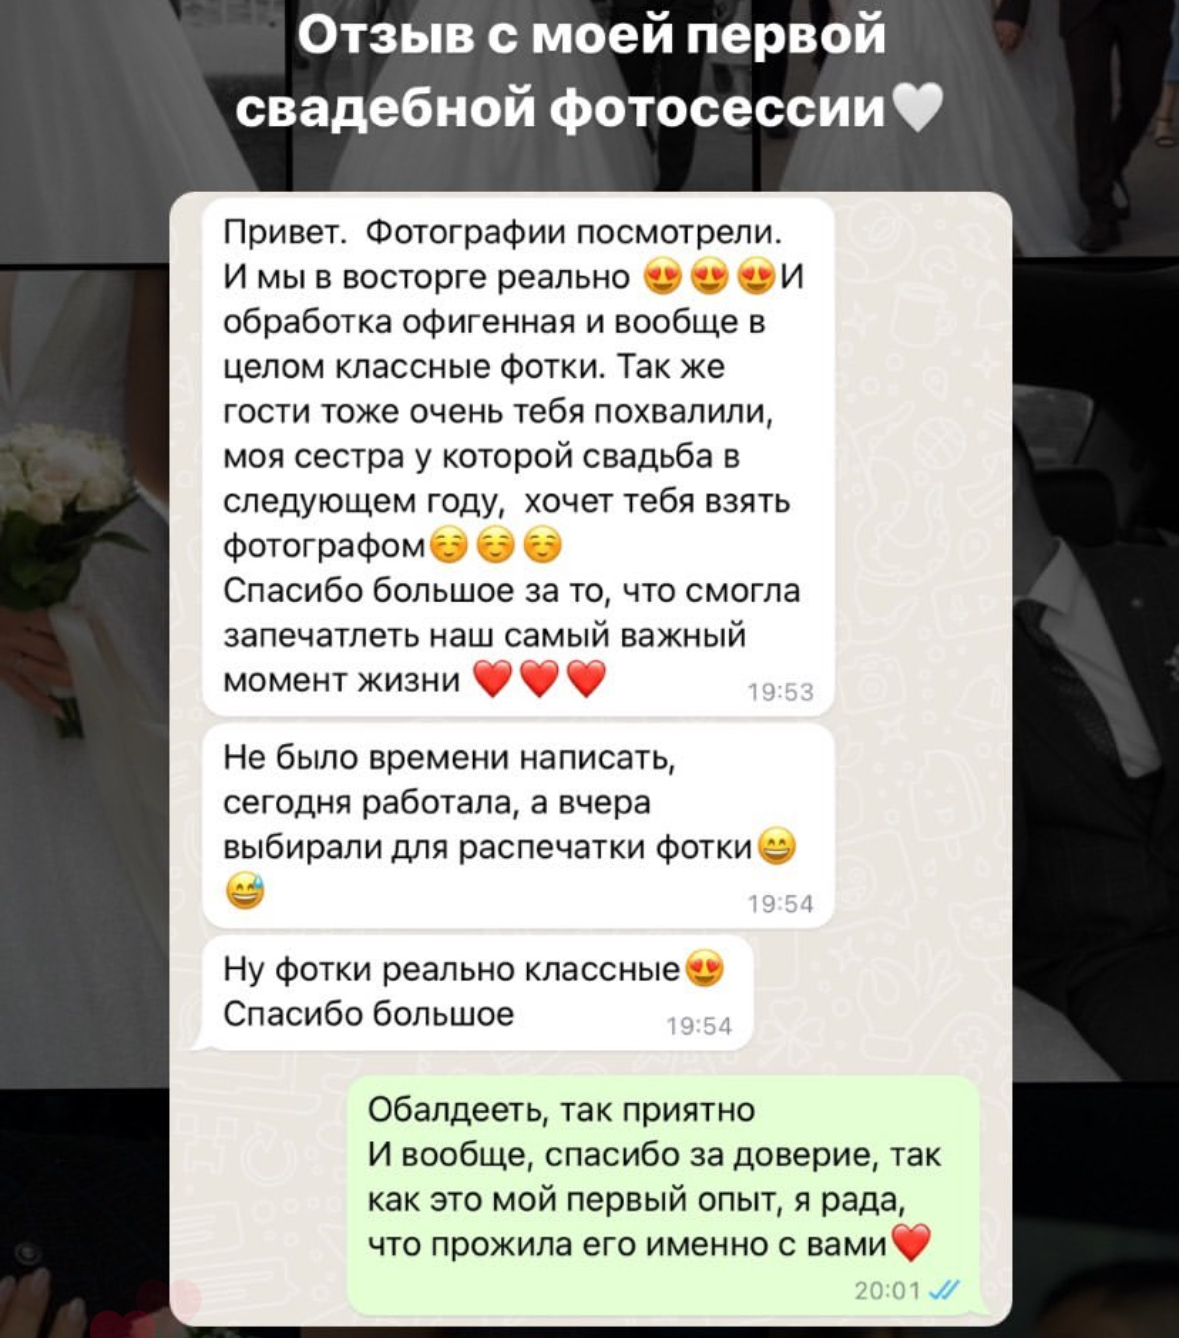 Отзыв с моей первой
свадебной фотосессии🤍
Привет.  Фотографии посмотрели.
И мы в восторге реально 😍😍😍И
обработка офигенная и вообще в
целом классные фотки. Так же
гости тоже очень тебя похвалили,
моя сестра у которой свадьба в
следующем году,  хочет тебя взять
фотографом☺️☺️☺️
Спасибо большое за то, что смогла
запечатлеть наш самый важный
момент жизни ❤️❤️❤️
19:53
Не было времени написать,
сегодня работала, а вчера
выбирали для распечатки фотки😄
😅
19:54
Ну фотки реально классные😍
Спасибо большое
19:54
Обалдееть, так приятно
И вообще, спасибо за доверие, так
как это мой первый опыт, я рада,
что прожила его именно с вами❤️
20:01